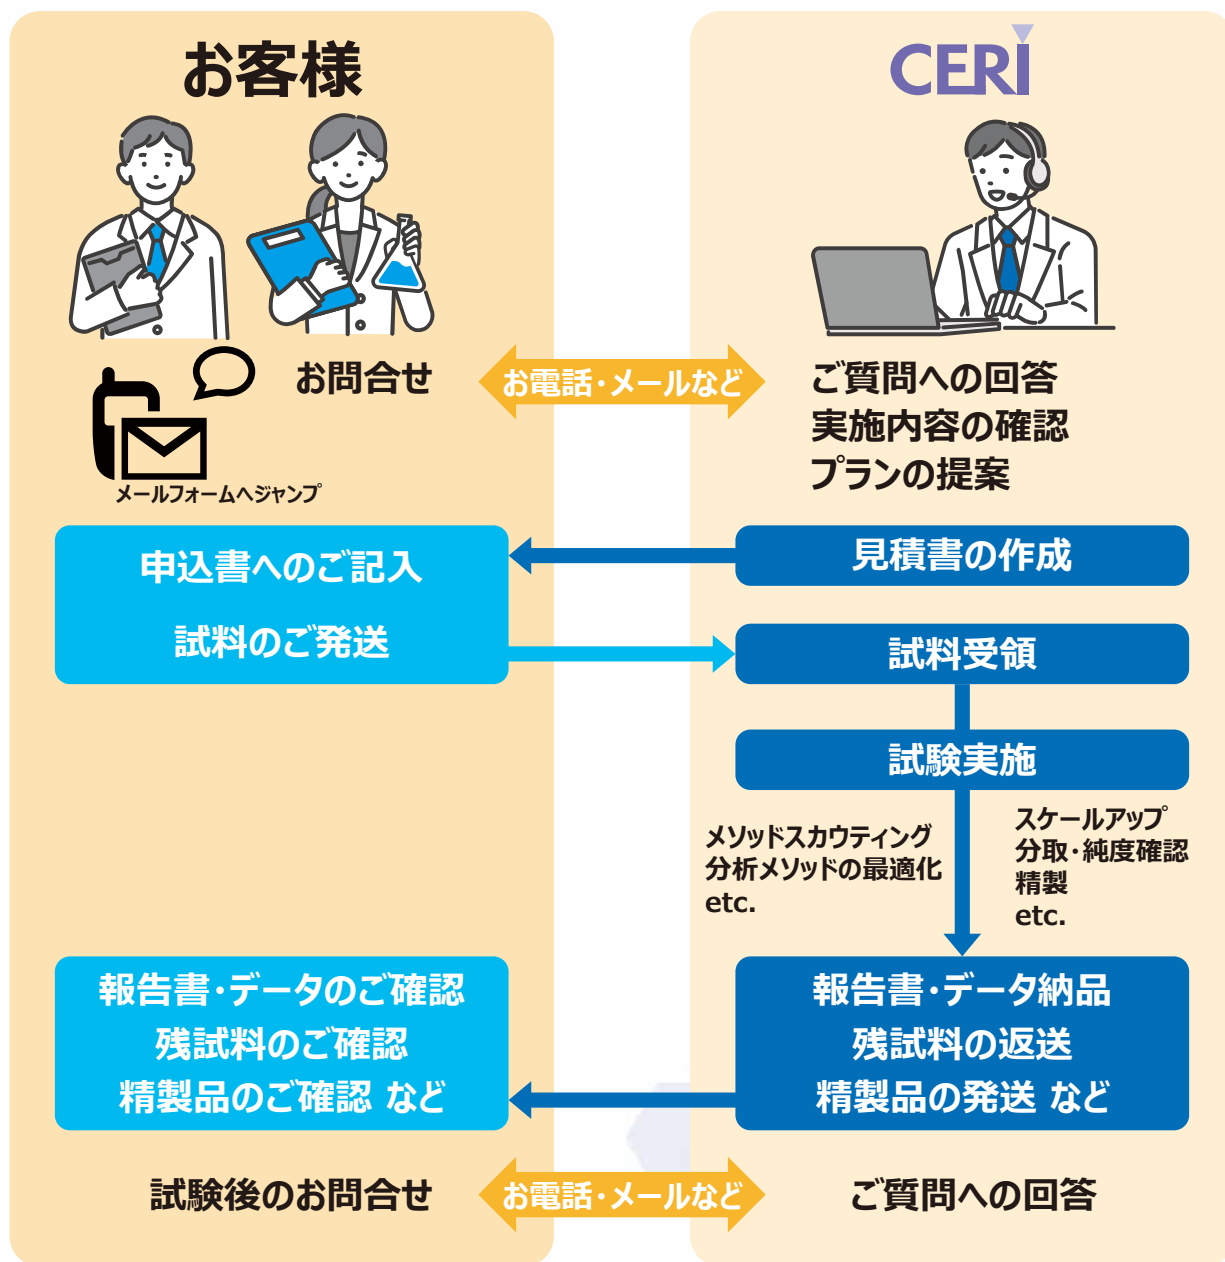 お客様
CERI
お問合せ
お電話・メールなど
ご質問への回答
実施内容の確認
プランの提案
メールフォームへジャンプ
申込書へのご記入
見積書の作成
試料のご発送
試料受領
試験実施
メソッドスカウティング
分析メソッドの最適化
etc.
スケールアップ
分取・純度確認
精製
etc.
報告書・データのご確認
残試料のご確認
精製品のご確認 など
報告書・データ納品
残試料の返送
精製品の発送 など
試験後のお問合せ
お電話・メールなど
ご質問への回答